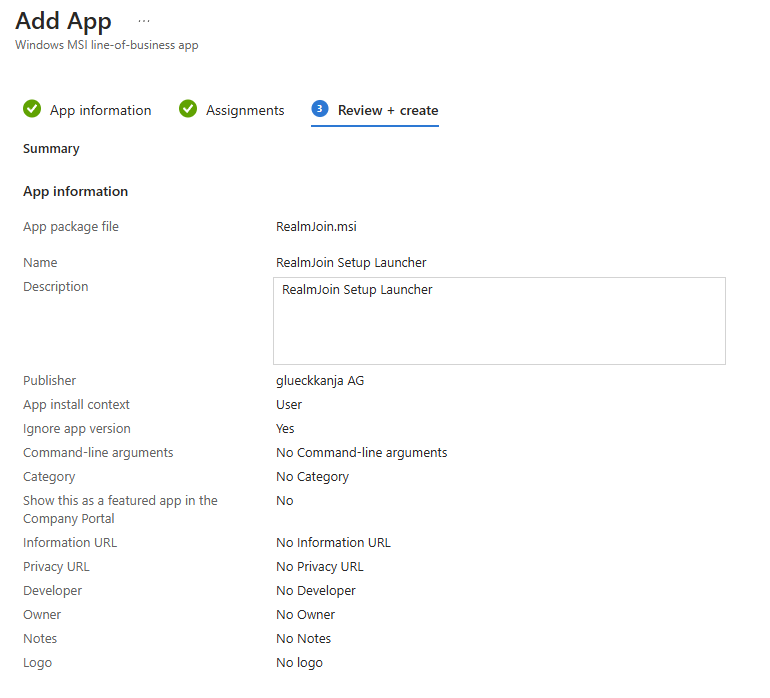 Add App ...
Windows MSI line-of-business app
App information Assignments 3 Review + create
Summary
App information
App package file RealmJoin.msi
Name RealmJoin Setup Launcher
Description RealmJoin Setup Launcher
Publisher glueckkanja AG
App install context User
Ignore app version Yes
Command-line arguments No Command-line arguments
Category No Category
Show this as a featured app in the No
Company Portal
Information URL No Information URL
Privacy URL No Privacy URL
Developer No Developer
Owner No Owner
Notes No Notes
Logo No logo